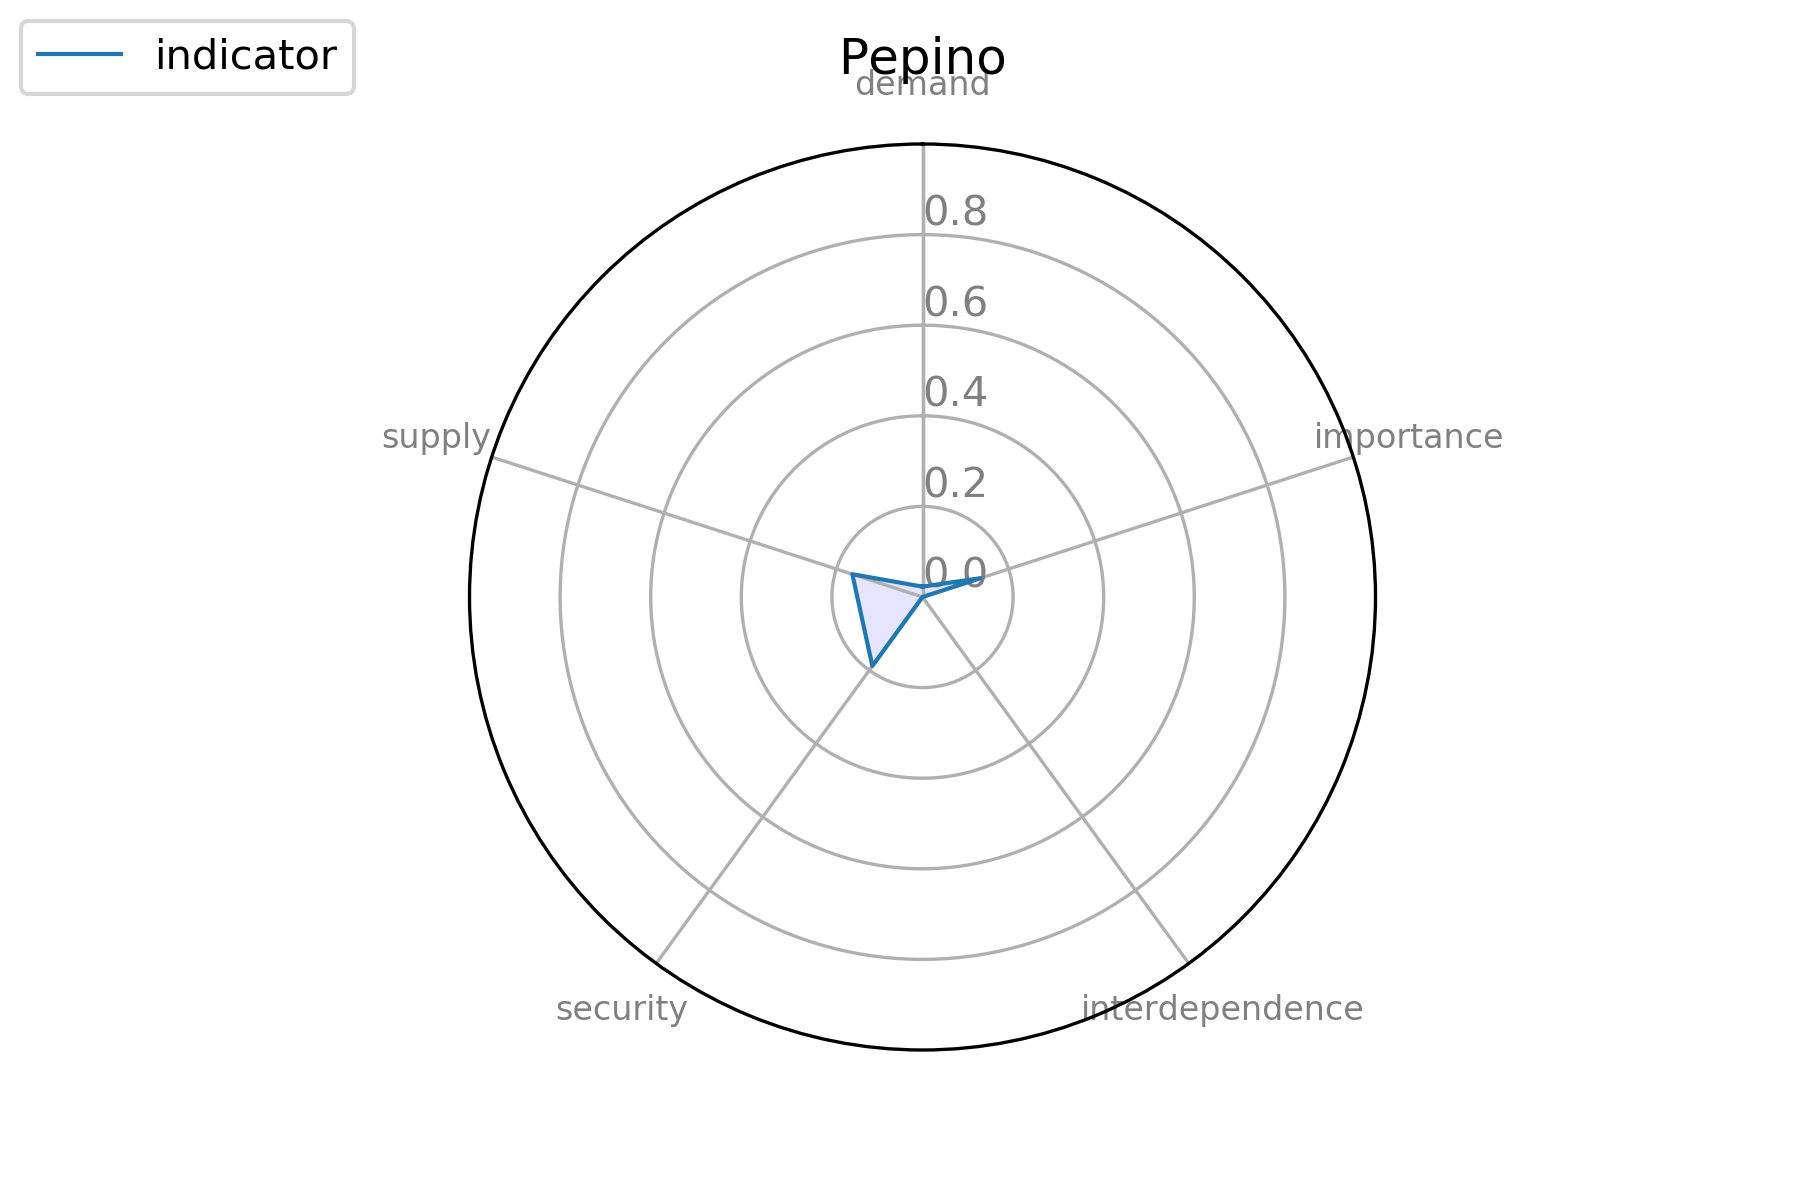 indicator
Pepino
demand
0.8
0.6
0.4
0.2
0.0
supply
importance
security
interdependence